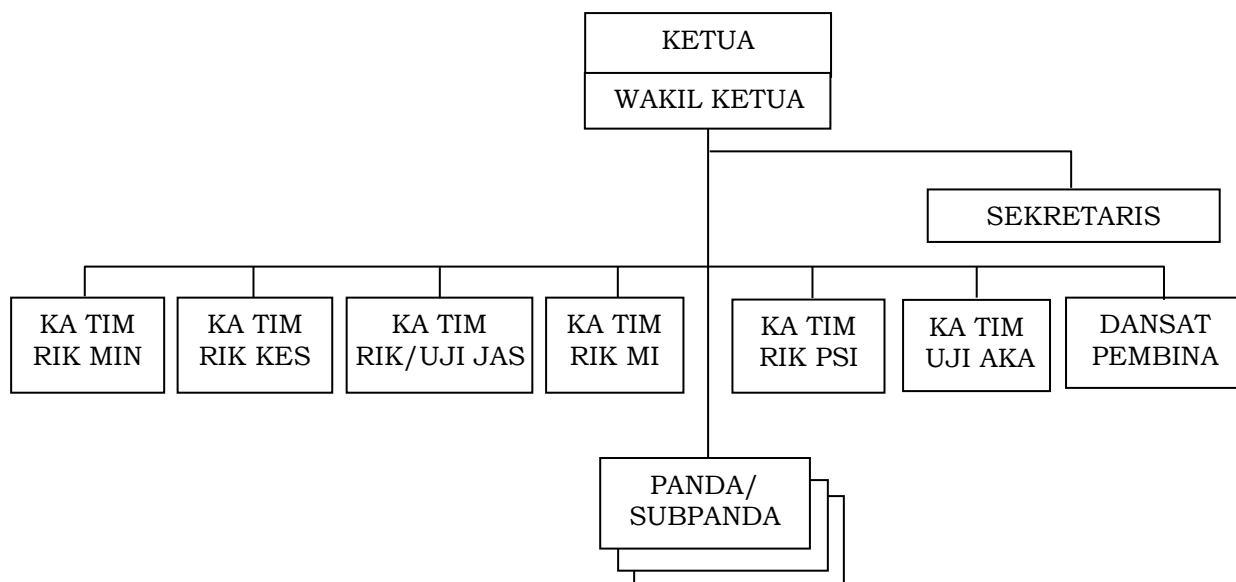 KETUA
WAKIL KETUA
SEKRETARIS
KA TIM
RIK MIN
KA TIM
RIK KES
KA TIM
RIK/UJI JAS
KA TIM
RIK MI
KA TIM
RIK PSI
KA TIM
UJI AKA
DANSAT
PEMBINA
PANDA/
SUBPANDA